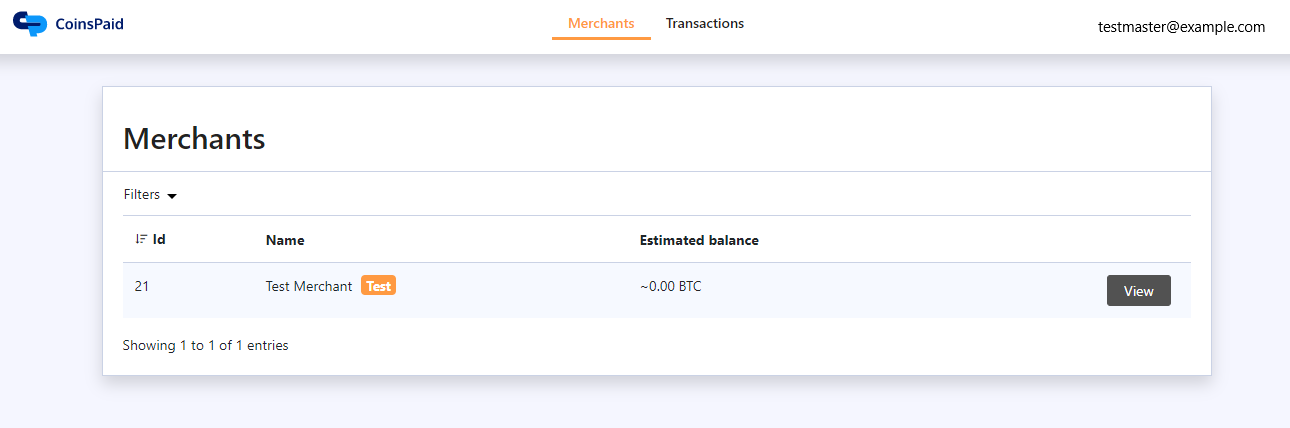 CoinsPaid Merchants Transactions testmaster@example.com
Merchants
Filters
Id Name Estimated balance
21 Test Merchant Test ~0.00 BTC View
Showing 1 to 1 of 1 entries